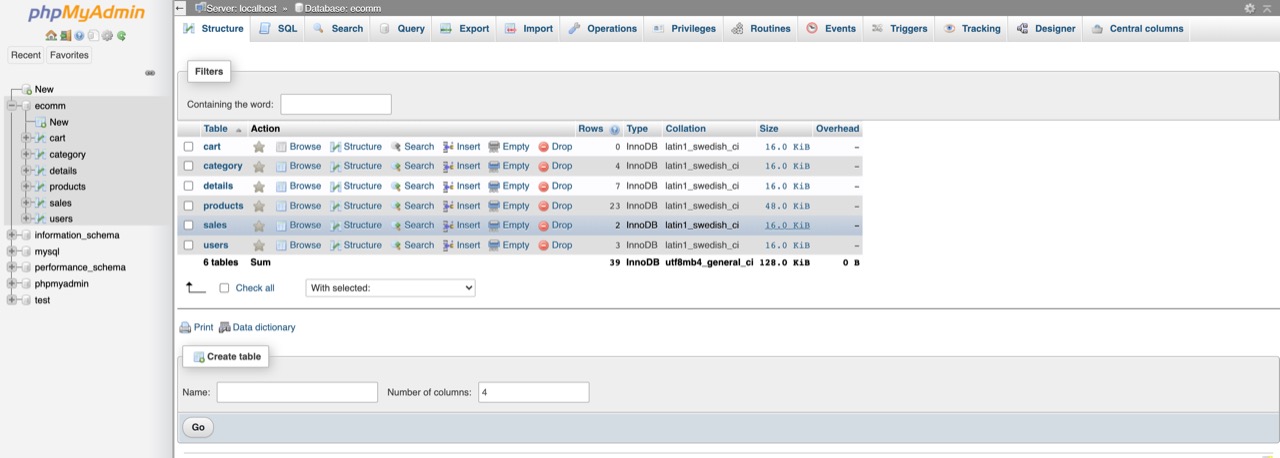 phpMyAdmin
Recent Favorites
New
ecomm
New
cart
category
details
products
sales
users
information_schema
mysql
performance_schema
phpmyadmin
test
Server: localhost » Database: ecomm
Structure SQL Search Query Export Import Operations Privileges Routines Events Triggers Tracking Designer Central columns
Filters
Containing the word:
Table Action Rows Type Collation Size Overhead
cart Browse Structure Search Insert Empty Drop 0 InnoDB latin1_swedish_ci 16.0 KiB -
category Browse Structure Search Insert Empty Drop 4 InnoDB latin1_swedish_ci 16.0 KiB -
details Browse Structure Search Insert Empty Drop 7 InnoDB latin1_swedish_ci 16.0 KiB -
products Browse Structure Search Insert Empty Drop 23 InnoDB latin1_swedish_ci 48.0 KiB -
sales Browse Structure Search Insert Empty Drop 2 InnoDB latin1_swedish_ci 16.0 KiB -
users Browse Structure Search Insert Empty Drop 3 InnoDB latin1_swedish_ci 16.0 KiB -
6 tables Sum 39 InnoDB utf8mb4_general_ci 128.0 KiB 0 B
Check all With selected:
Print Data dictionary
Create table
Name: Number of columns: 4
Go